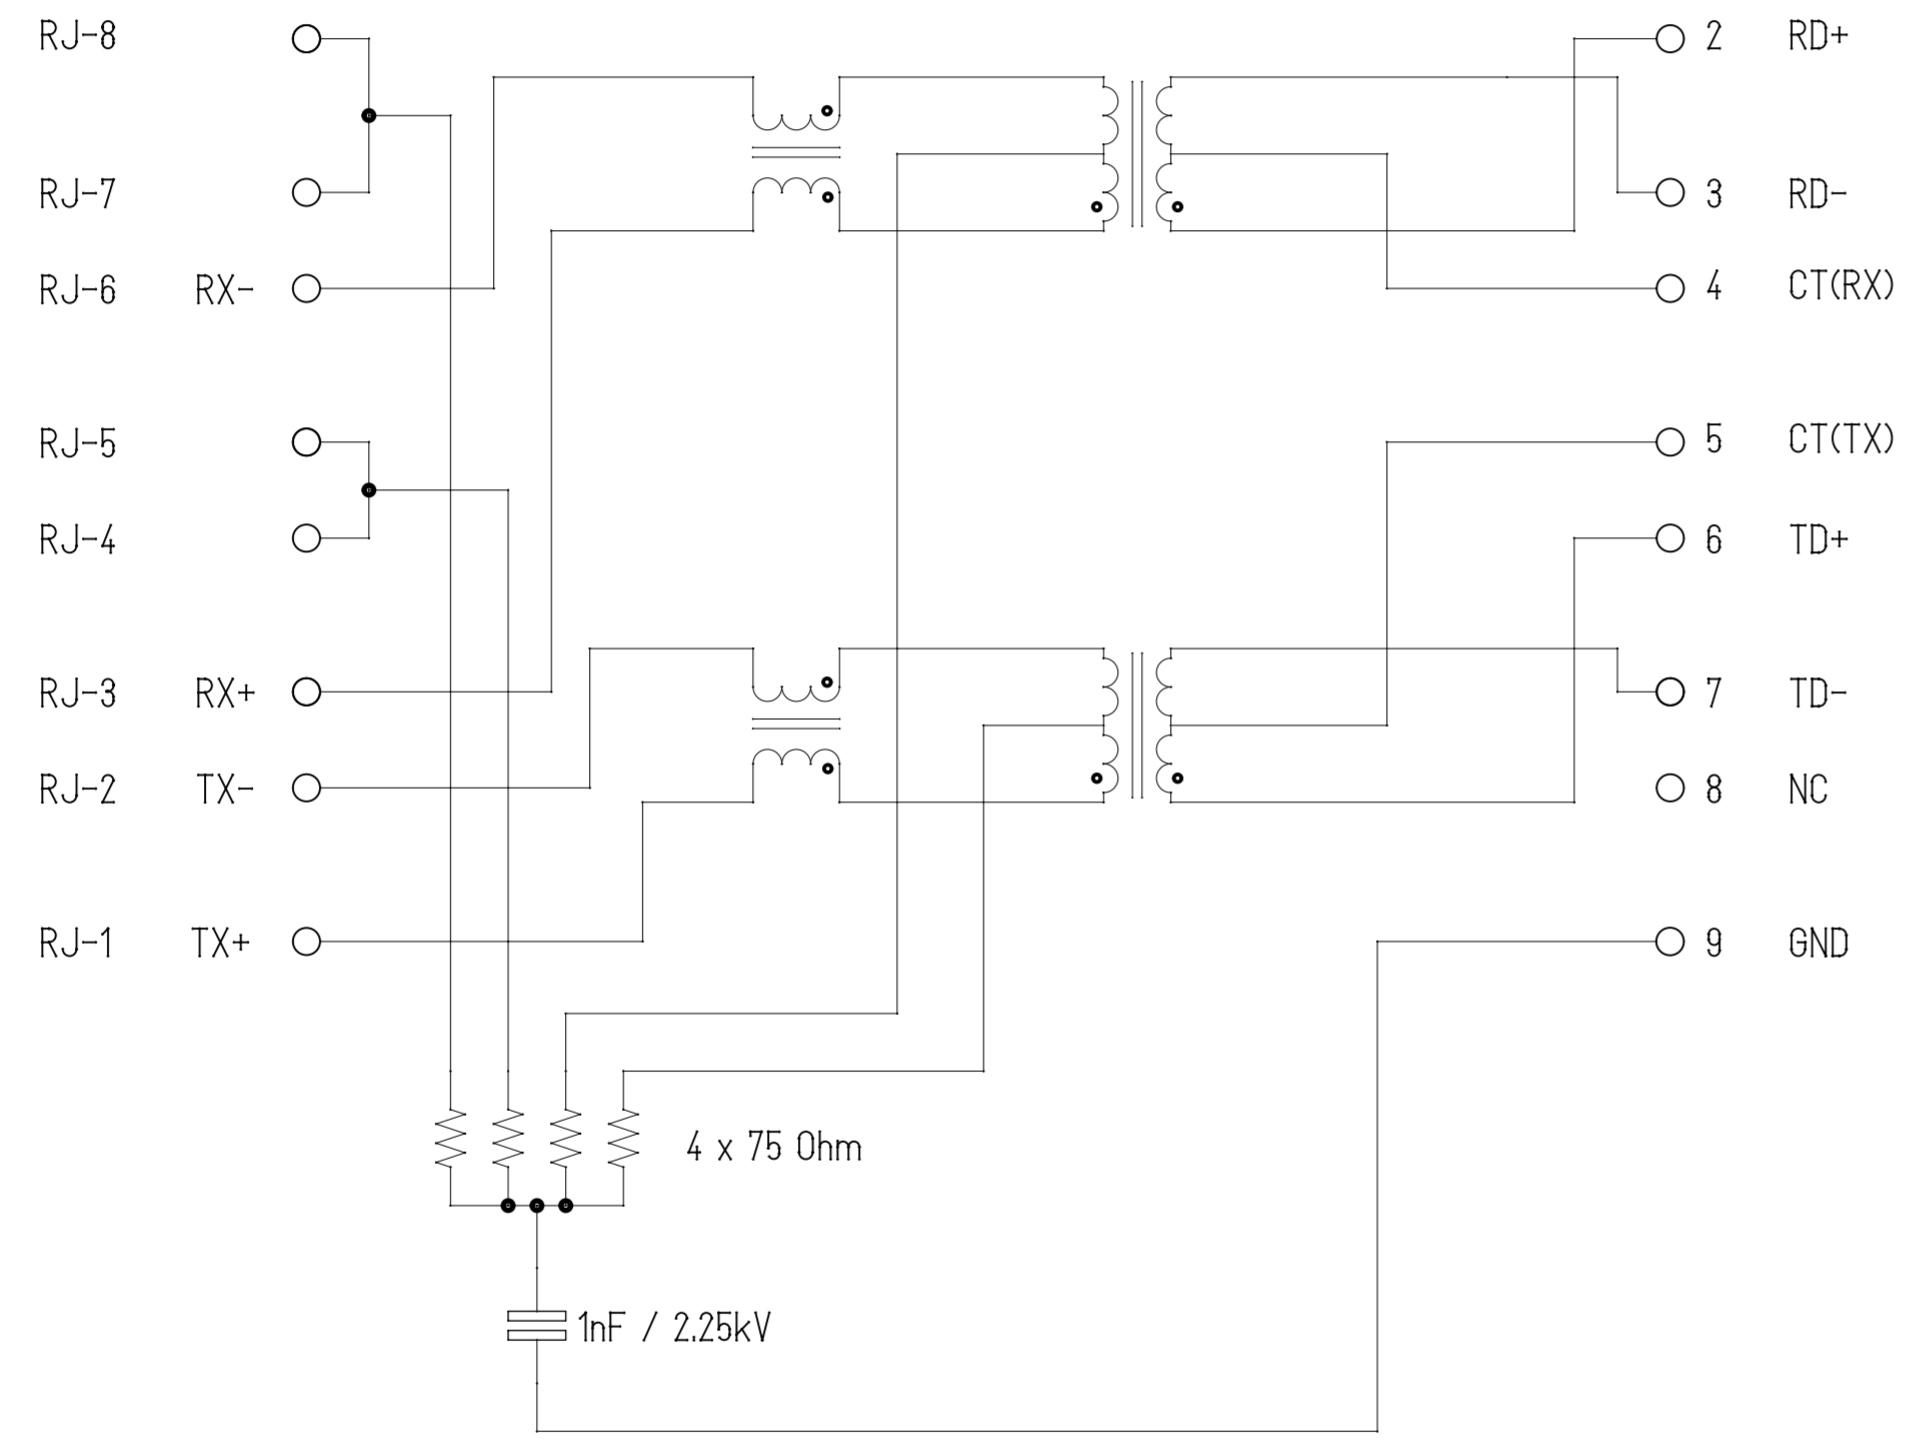 RJ-8 2 RD+
RJ-7 3 RD-
RJ-6 RX- 4 CT(RX)
RJ-5 5 CT(TX)
RJ-4 6 TD+
RJ-3 RX+ 7 TD-
RJ-2 TX- 8 NC
RJ-1 TX+ 9 GND
4 x 75 Ohm
1nF / 2.25kV